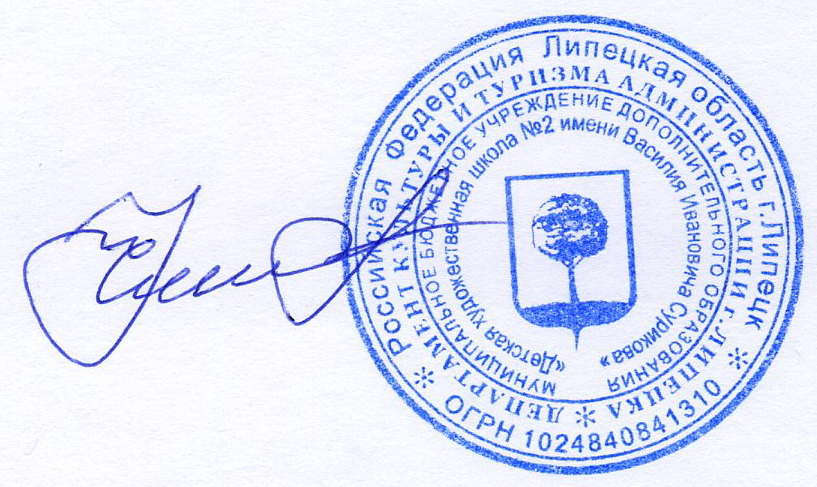 Российская Федерация Липецкая область г.Липецк
ОГРН 1024840841310
ДЕПАРТАМЕНТ КУЛЬТУРЫ И ТУРИЗМА АДМИНИСТРАЦИИ г. ЛИПЕЦКА
МУНИЦИПАЛЬНОЕ БЮДЖЕТНОЕ УЧРЕЖДЕНИЕ ДОПОЛНИТЕЛЬНОГО ОБРАЗОВАНИЯ
«Детская художественная школа №2 имени Василия Ивановича Сурикова»